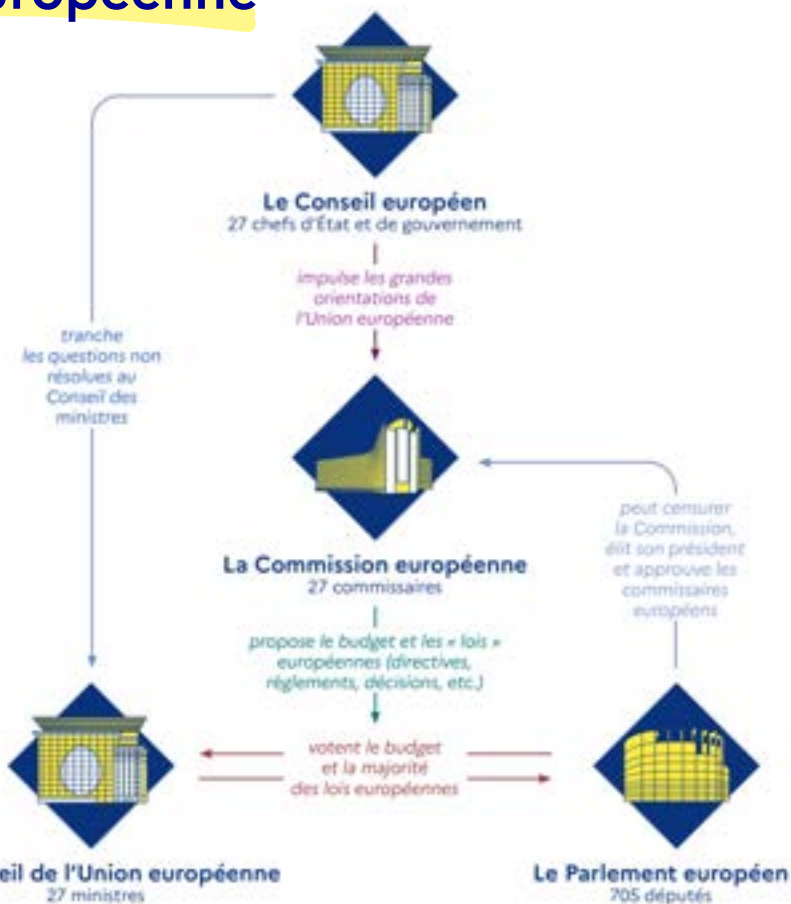 ropéenne
Le Conseil européen
27 chefs d'État et de gouvernement
impulse les grandes
orientations de
l'Union européenne
tranche
les questions non
résolues au
Conseil des
ministres
La Commission européenne
27 commissaires
peut censurer
la Commission,
élit son président
et approuve les
commissaires
européens
propose le budget et les « lois »
européennes (directives,
règlements, décisions, etc.)
votent le budget
et la majorité
des lois européennes
eil de l'Union européenne
27 ministres
Le Parlement européen
705 députés